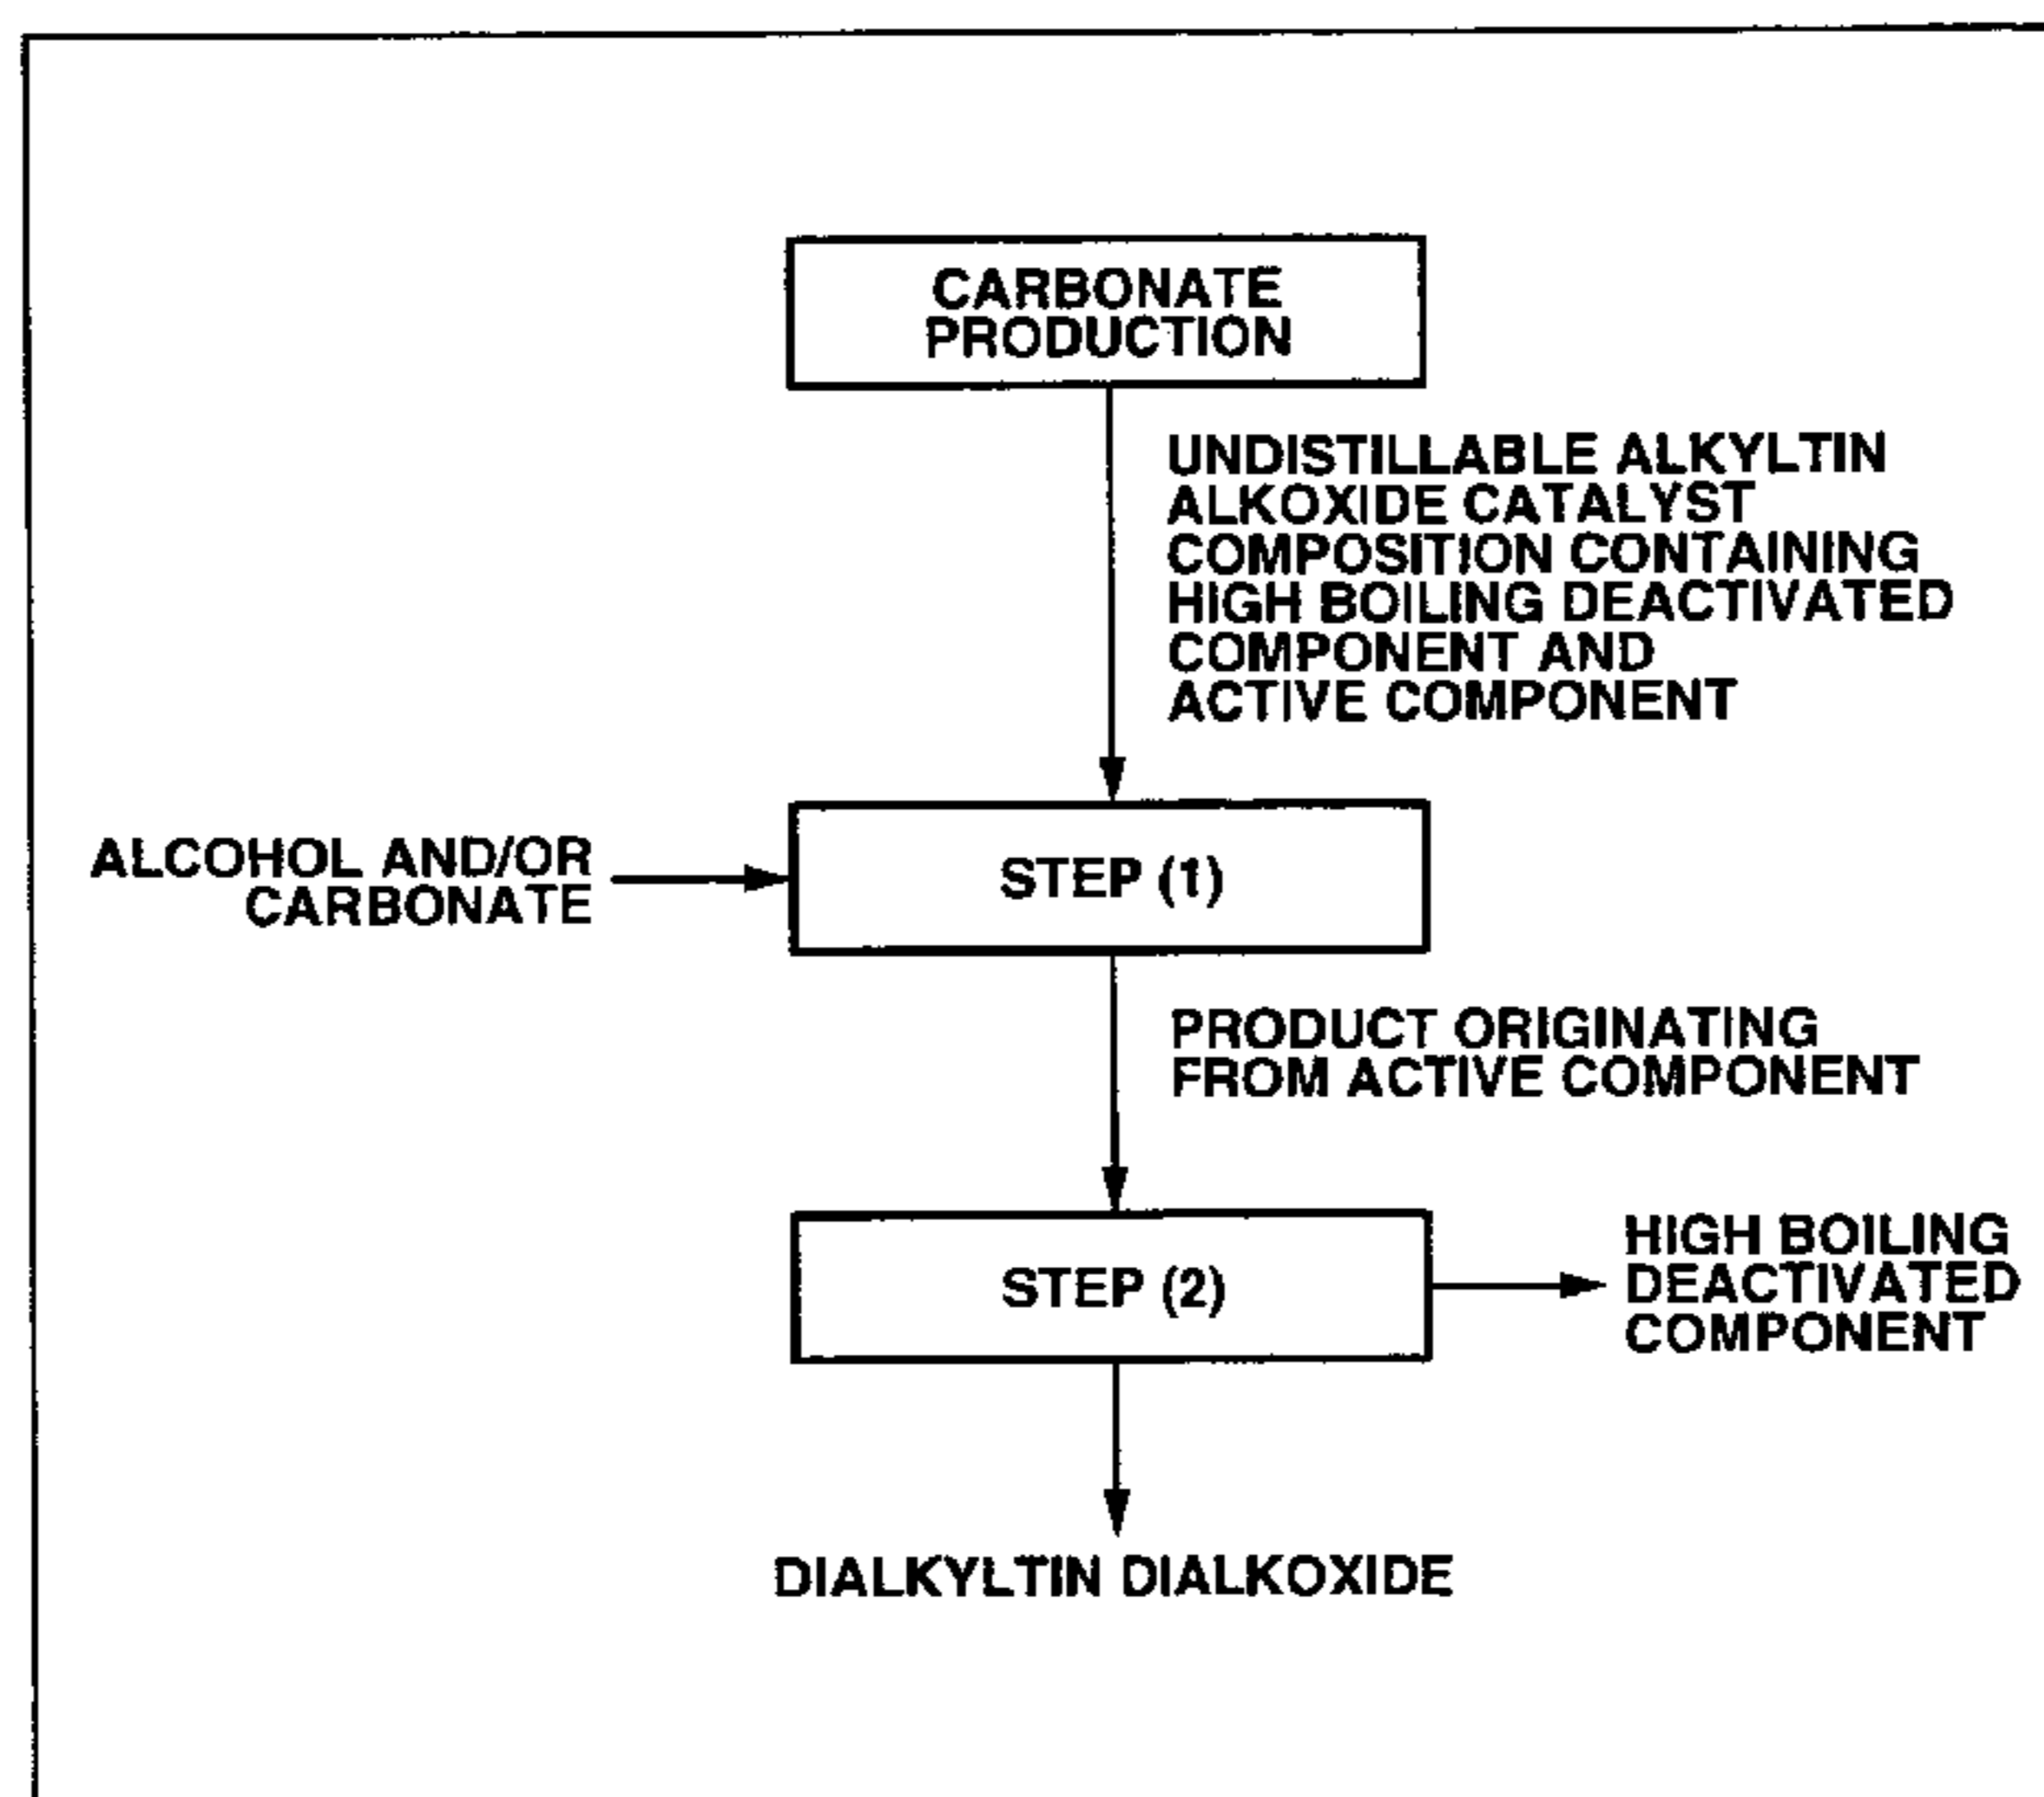 CARBONATE
PRODUCTION
UNDISTILLABLE ALKYLTIN
ALKOXIDE CATALYST
COMPOSITION CONTAINING
HIGH BOILING DEACTIVATED
COMPONENT AND
ACTIVE COMPONENT
ALCOHOL AND/OR
CARBONATE
STEP (1)
PRODUCT ORIGINATING
FROM ACTIVE COMPONENT
STEP (2)
HIGH BOILING
DEACTIVATED
COMPONENT
DIALKYLTIN DIALKOXIDE